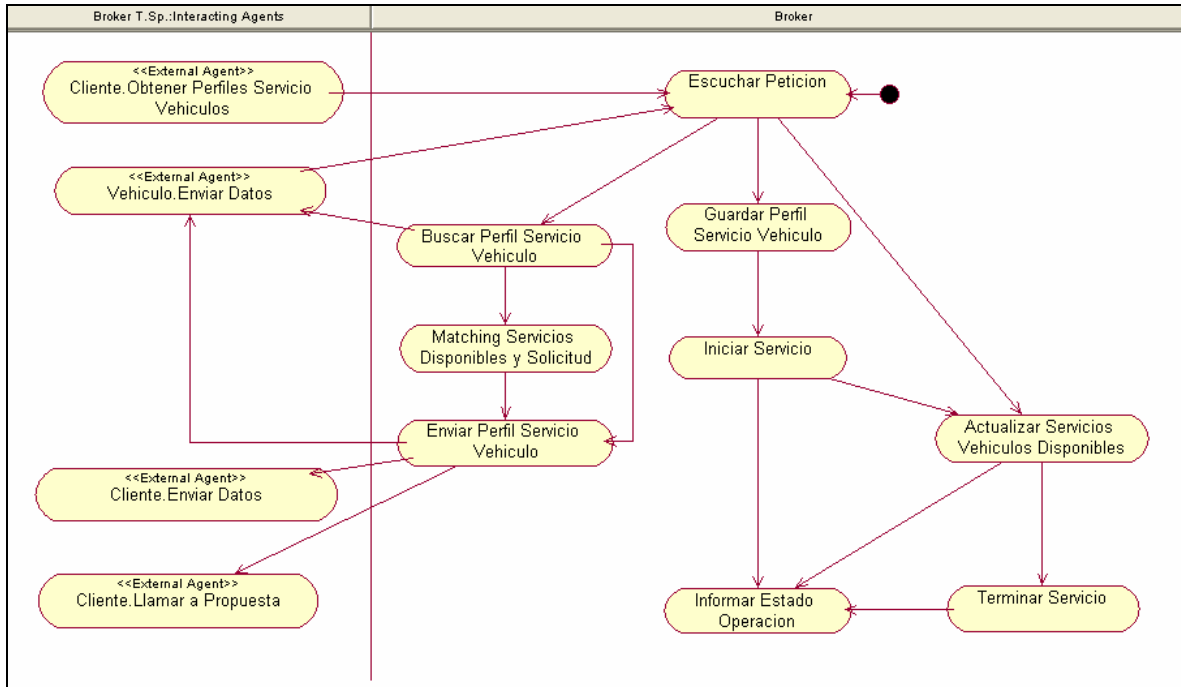 Broker T.Sp.:Interacting Agents
Broker
<<External Agent>>
Cliente.Obtener Perfiles Servicio
Vehiculos
Escuchar Peticion
<<External Agent>>
Vehiculo.Enviar Datos
Guardar Perfil
Servicio Vehiculo
Buscar Perfil Servicio
Vehiculo
Matching Servicios
Disponibles y Solicitud
Iniciar Servicio
Enviar Perfil Servicio
Vehiculo
Actualizar Servicios
Vehiculos Disponibles
<<External Agent>>
Cliente.Enviar Datos
<<External Agent>>
Cliente.Llamar a Propuesta
Informar Estado
Operacion
Terminar Servicio